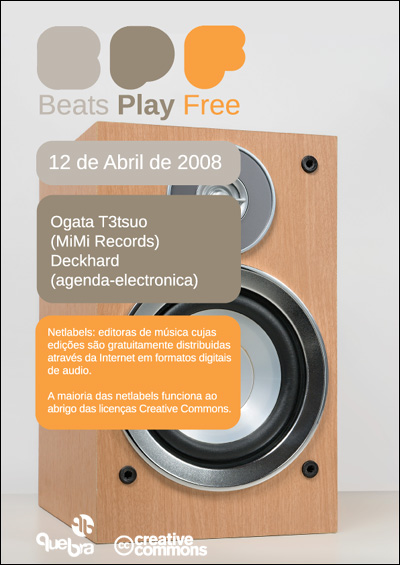 BPF
Beats Play Free
12 de Abril de 2008
Ogata T3tsuo
(MiMi Records)
Deckhard
(agenda-electronica)
Netlabels: editoras de música cujas
edições são gratuitamente distribuídas
através da Internet em formatos digitais
de audio.
A maioria das netlabels funciona ao
abrigo das licenças Creative Commons.
quebra
cc creative
commons